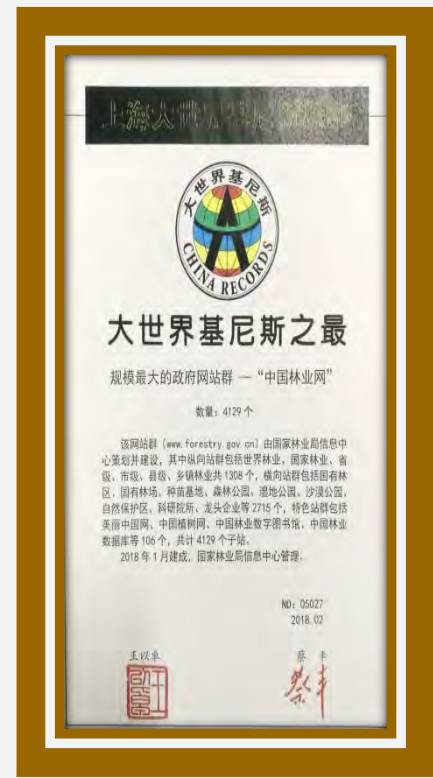 大世界基尼斯
CHINA RECORDS
大世界基尼斯之最
规模最大的政府网站群 — “中国林业网”
数量：4129 个
该网站群（www.forestry.gov.cn）由国家林业局信息中
心策划并建设，其中纵向站群包括世界林业、国家林业、省
级、市级、县级、乡镇林业共 1308 个，横向站群包括国有林
区、国有林场、种苗基地、森林公园、湿地公园、沙漠公园、
自然保护区、科研院所、龙头企业等 2715 个，特色站群包括
美丽中国网、中国植树网、中国林业数字图书馆、中国林业
数据库等 106 个，共计 4129 个子站。
2018 年 1 月建成，国家林业局信息中心管理。
NO：05027
2018.02
王以卓 蔡 丰
蔡丰